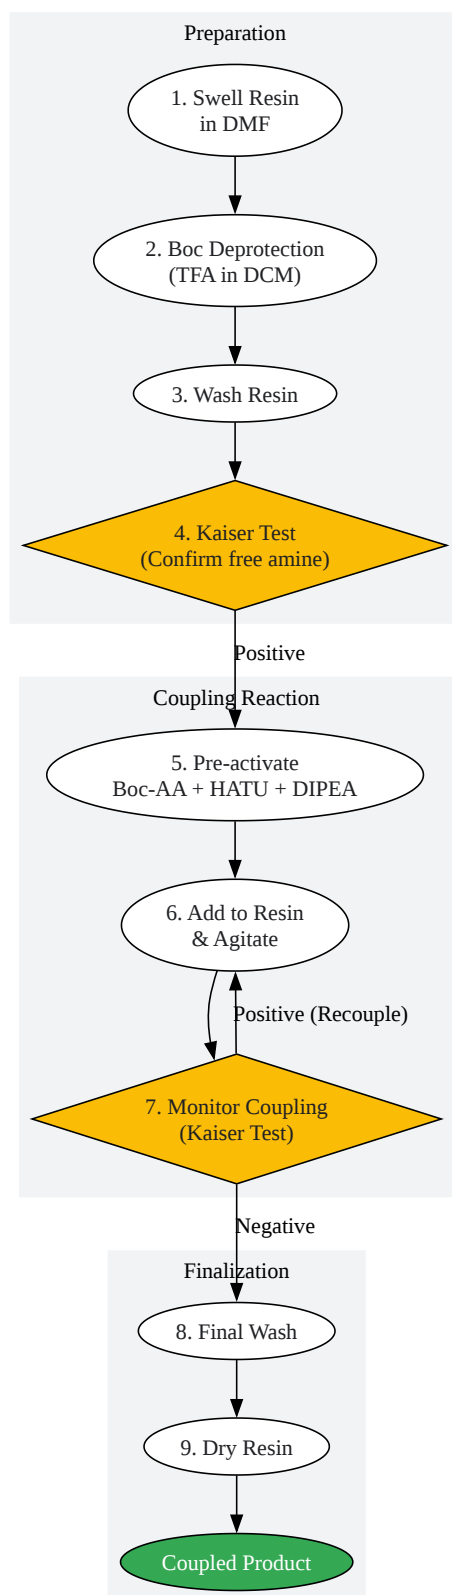 Preparation
1. Swell Resin
in DMF
2. Boc Deprotection
(TFA in DCM)
3. Wash Resin
4. Kaiser Test
(Confirm free amine)
Positive
Coupling Reaction
5. Pre-activate
Boc-AA + HATU + DIPEA
6. Add to Resin
& Agitate
Positive (Recouple)
7. Monitor Coupling
(Kaiser Test)
Negative
Finalization
8. Final Wash
9. Dry Resin
Coupled Product